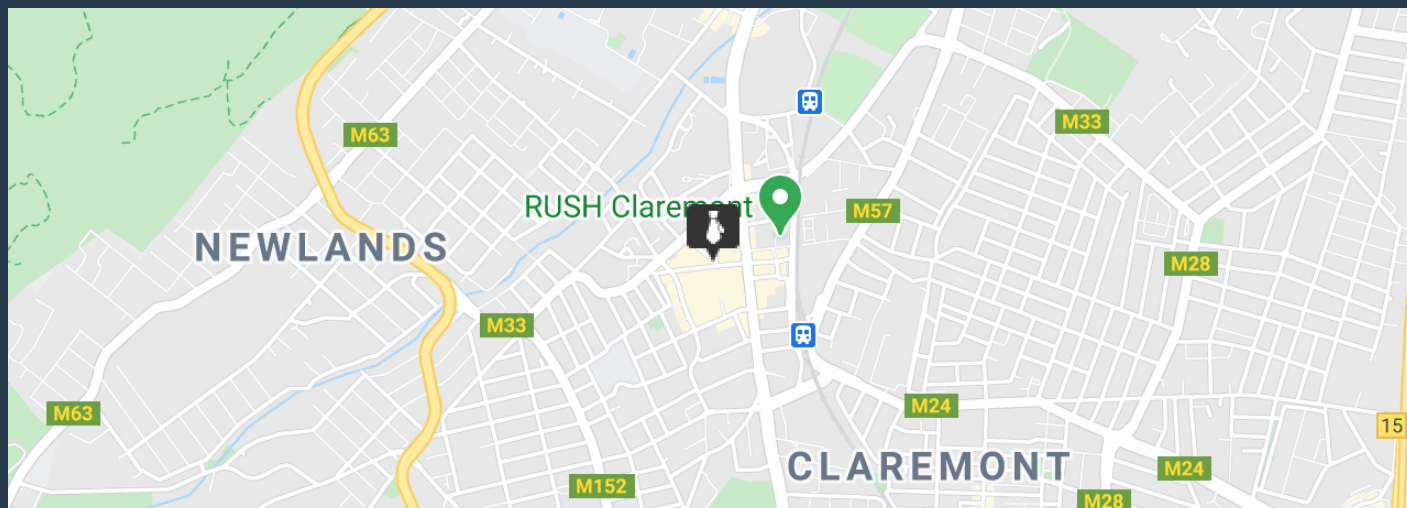 M63
M33
RUSH Claremont
M57
NEWLANDS
M28
M33
M63
M24
15
CLAREMONT
M24
M152
M28